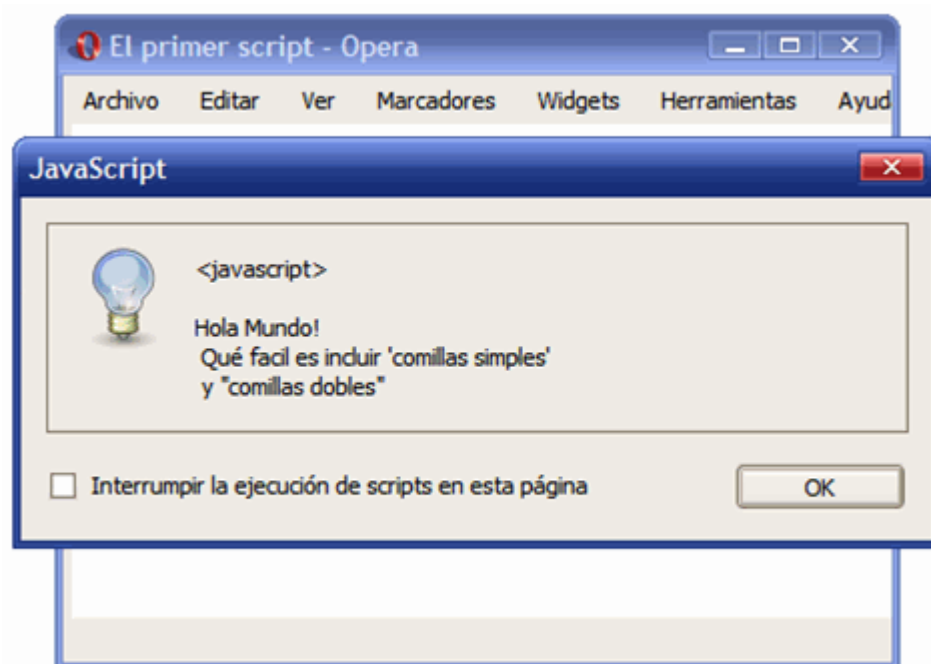 El primer script - Opera
Archivo Editar Ver Marcadores Widgets Herramientas Ayud
JavaScript
<javascript>
Hola Mundo!
Qué facil es incluir 'comillas simples'
y "comillas dobles"
Interrumpir la ejecución de scripts en esta página
OK